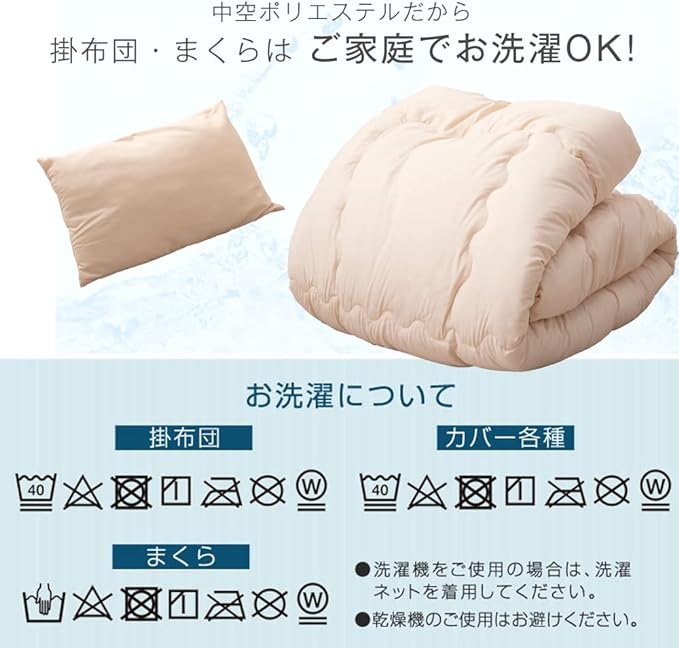 中空ポリエステルだから
掛布団・まくらは ご家庭でお洗濯OK!
お洗濯について
掛布団
40 W
まくら
W
カバー各種
40 W
●洗濯機をご使用の場合は、洗濯
ネットを着用してください。
●乾燥機のご使用はお避けください。